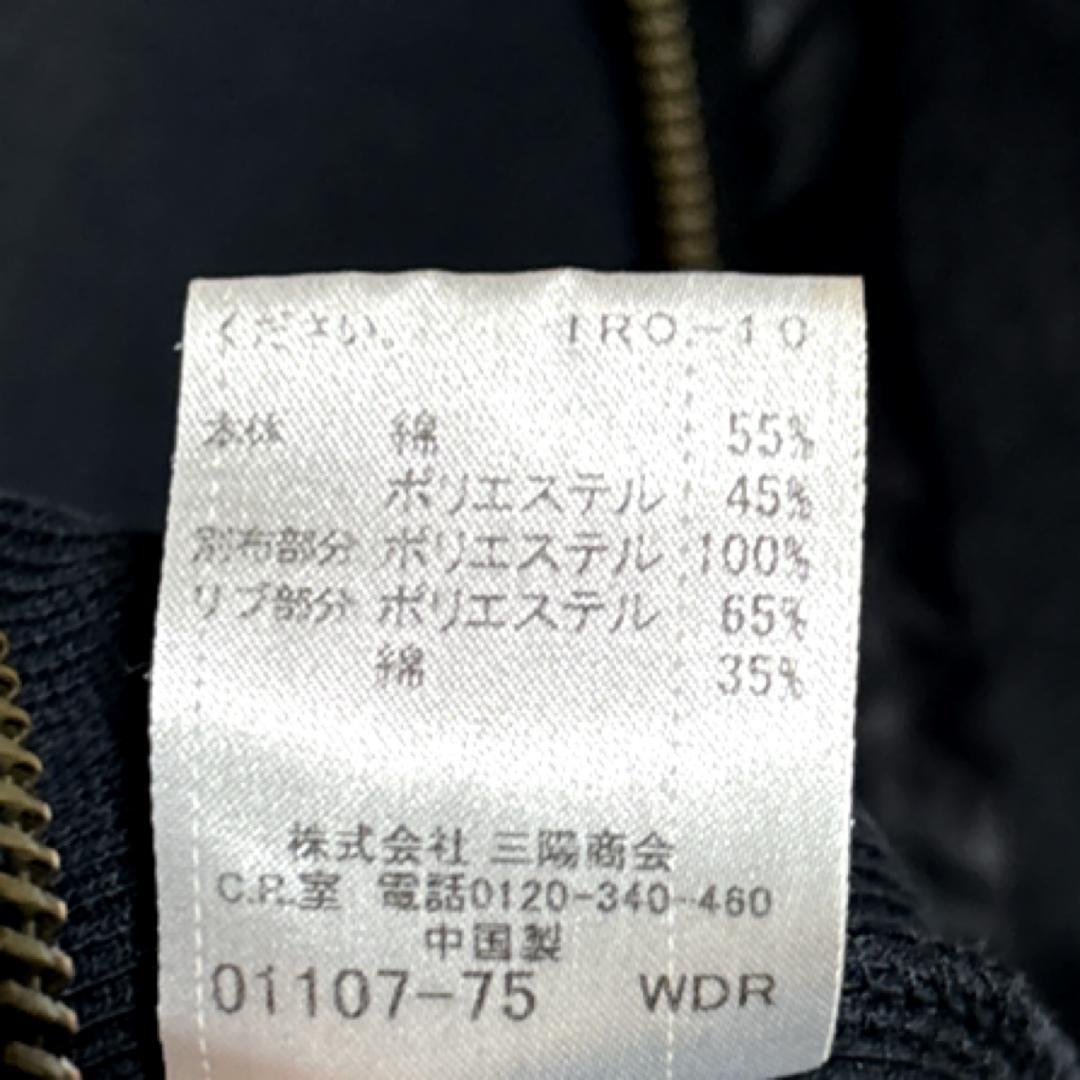 ください。 IRO.-10
本体 綿 55%
ポリエステル 45%
別布部分 ポリエステル 100%
リブ部分 ポリエステル 65%
綿 35%
株式会社 三陽商会
C.R.室 電話0120-340-460
中国製
01107-75 WDR